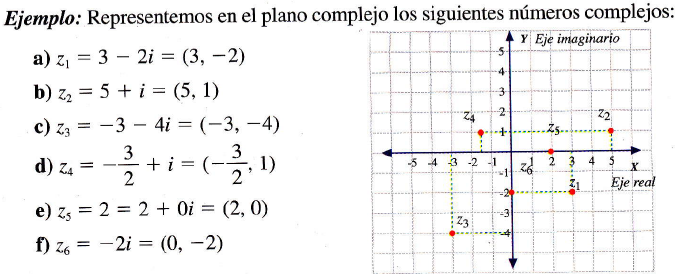 Ejemplo: Representemos en el plano complejo los siguientes números complejos:
a) z₁ = 3 − 2i = (3, −2)
b) z₂ = 5 + i = (5, 1)
c) z₃ = −3 − 4i = (−3, −4)
d) z₄ = −3/2 + i = (−3/2, 1)
e) z₅ = 2 = 2 + 0i = (2, 0)
f) z₆ = −2i = (0, −2)
Y Eje imaginario
5
4
3
z₄ 2 z₂
1 z₅
-5 -4 -3 -2 -1 1 2 3 4 5 X
-1 z₆ Eje real
-2 z₁
z₃ -3
-4